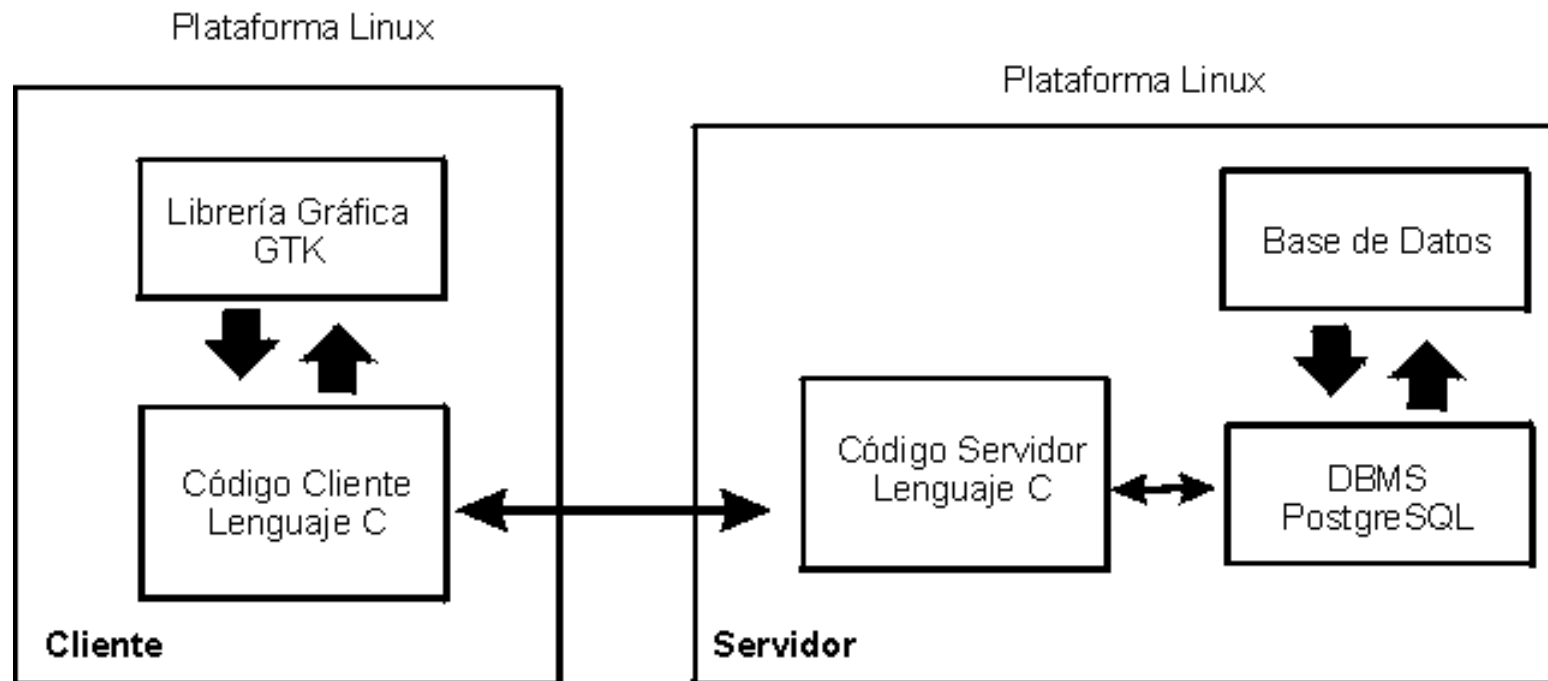 Plataforma Linux
Plataforma Linux
Librería Gráfica
GTK
Base de Datos
Código Cliente
Lenguaje C
Código Servidor
Lenguaje C
DBMS
PostgreSQL
Cliente
Servidor